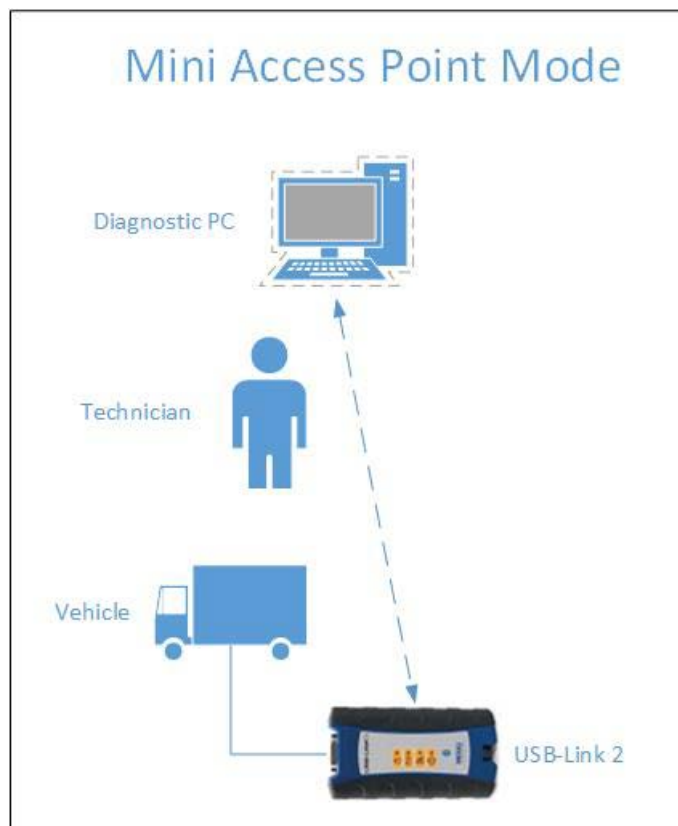 Mini Access Point Mode
Diagnostic PC
Technician
Vehicle
USB-Link 2